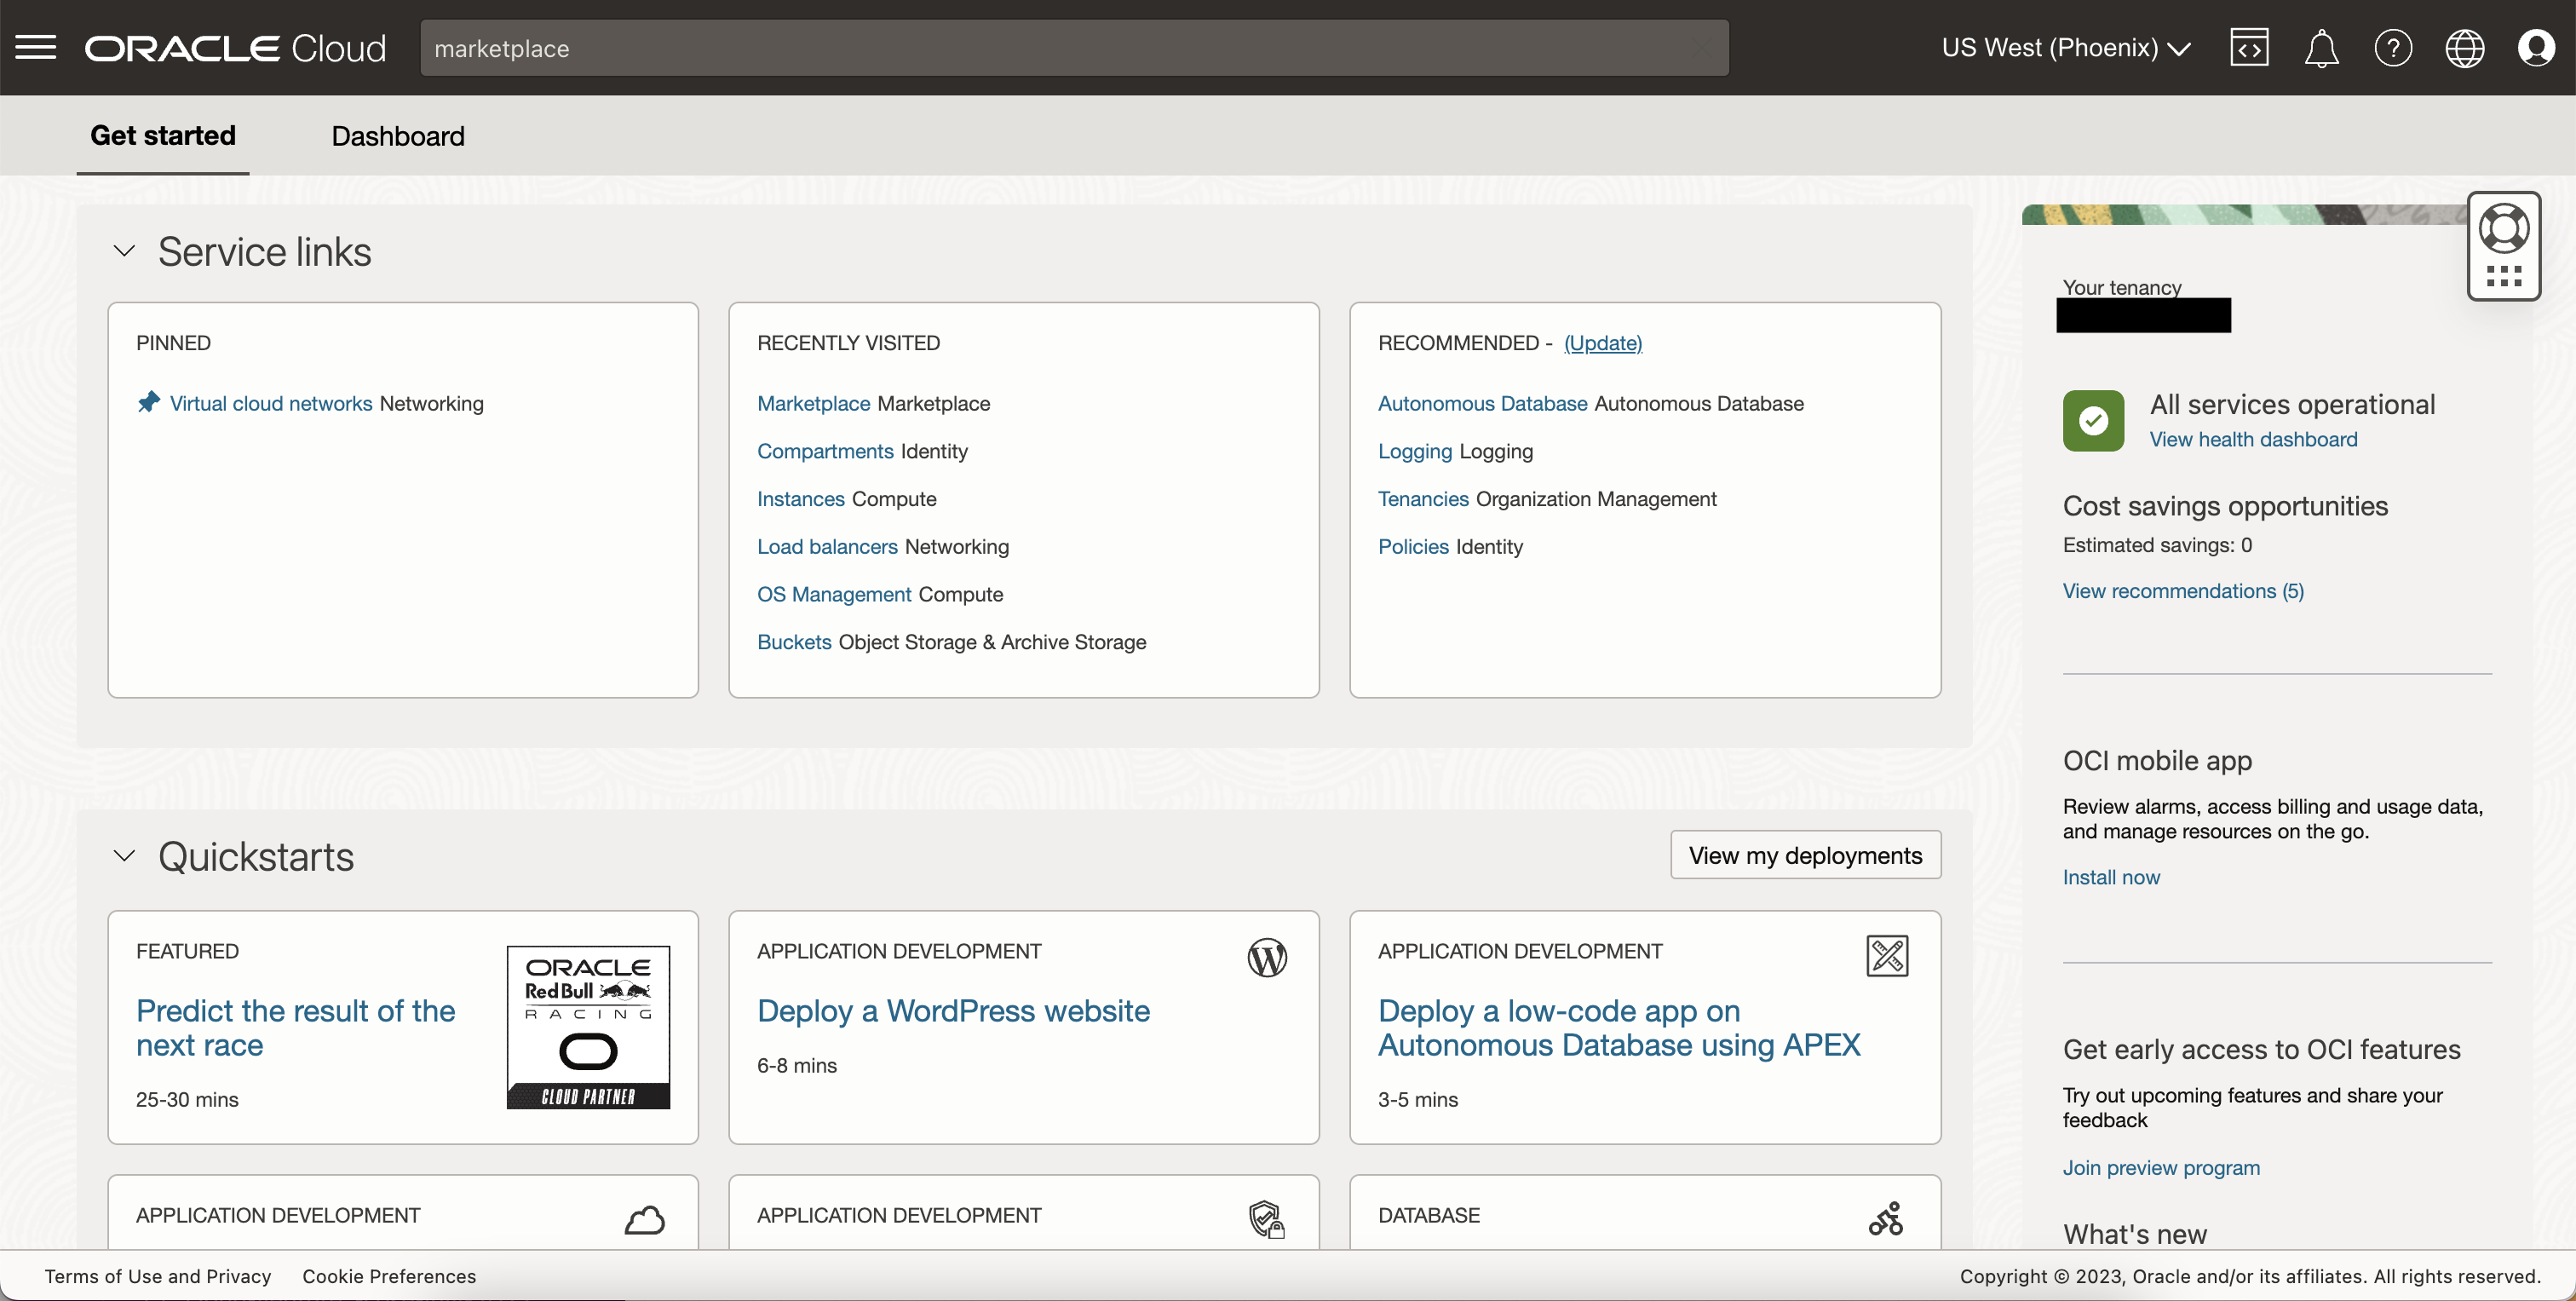 ORACLE Cloud
marketplace
US West (Phoenix)
Get started
Dashboard
Service links
PINNED
Virtual cloud networks Networking
RECENTLY VISITED
Marketplace Marketplace
Compartments Identity
Instances Compute
Load balancers Networking
OS Management Compute
Buckets Object Storage & Archive Storage
RECOMMENDED - (Update)
Autonomous Database Autonomous Database
Logging Logging
Tenancies Organization Management
Policies Identity
Your tenancy
All services operational
View health dashboard
Cost savings opportunities
Estimated savings: 0
View recommendations (5)
OCI mobile app
Review alarms, access billing and usage data,
and manage resources on the go.
Install now
Get early access to OCI features
Try out upcoming features and share your
feedback
Join preview program
What's new
Quickstarts
View my deployments
FEATURED
Predict the result of the
next race
25-30 mins
ORACLE
Red Bull
RACING
CLOUD PARTNER
APPLICATION DEVELOPMENT
Deploy a WordPress website
6-8 mins
APPLICATION DEVELOPMENT
Deploy a low-code app on
Autonomous Database using APEX
3-5 mins
APPLICATION DEVELOPMENT
APPLICATION DEVELOPMENT
DATABASE
Terms of Use and Privacy
Cookie Preferences
Copyright © 2023, Oracle and/or its affiliates. All rights reserved.